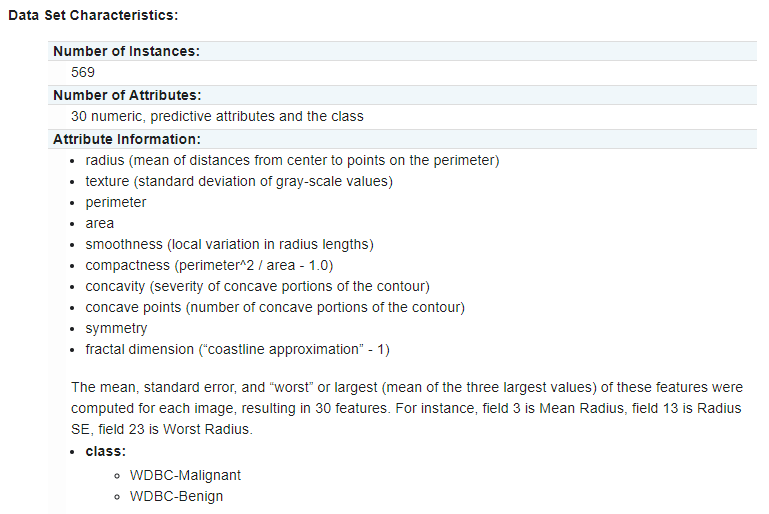 Data Set Characteristics:
Number of Instances:
569
Number of Attributes:
30 numeric, predictive attributes and the class
Attribute Information:
• radius (mean of distances from center to points on the perimeter)
• texture (standard deviation of gray-scale values)
• perimeter
• area
• smoothness (local variation in radius lengths)
• compactness (perimeter^2 / area - 1.0)
• concavity (severity of concave portions of the contour)
• concave points (number of concave portions of the contour)
• symmetry
• fractal dimension (“coastline approximation” - 1)
The mean, standard error, and “worst” or largest (mean of the three largest values) of these features were
computed for each image, resulting in 30 features. For instance, field 3 is Mean Radius, field 13 is Radius
SE, field 23 is Worst Radius.
• class:
◦ WDBC-Malignant
◦ WDBC-Benign